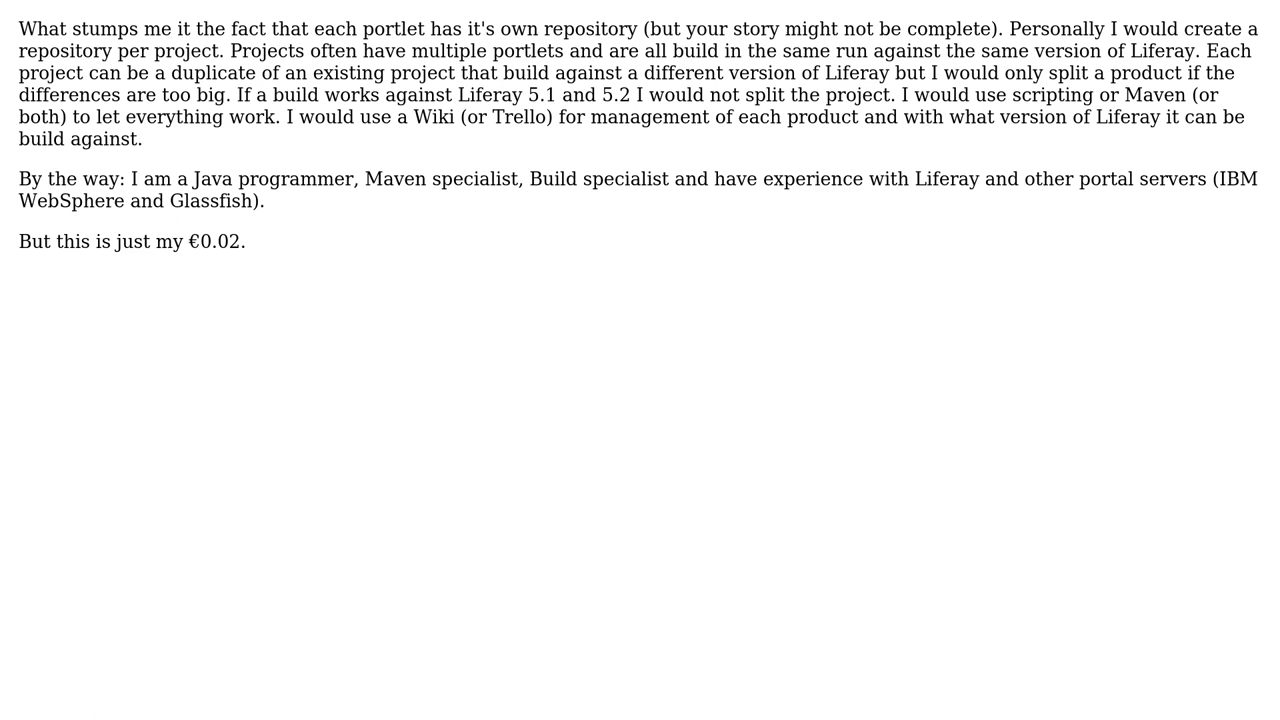 What stumps me it the fact that each portlet has it's own repository (but your story might not be complete). Personally I would create a
repository per project. Projects often have multiple portlets and are all build in the same run against the same version of Liferay. Each
project can be a duplicate of an existing project that build against a different version of Liferay but I would only split a product if the
differences are too big. If a build works against Liferay 5.1 and 5.2 I would not split the project. I would use scripting or Maven (or
both) to let everything work. I would use a Wiki (or Trello) for management of each product and with what version of Liferay it can be
build against.
By the way: I am a Java programmer, Maven specialist, Build specialist and have experience with Liferay and other portal servers (IBM
WebSphere and Glassfish).
But this is just my €0.02.